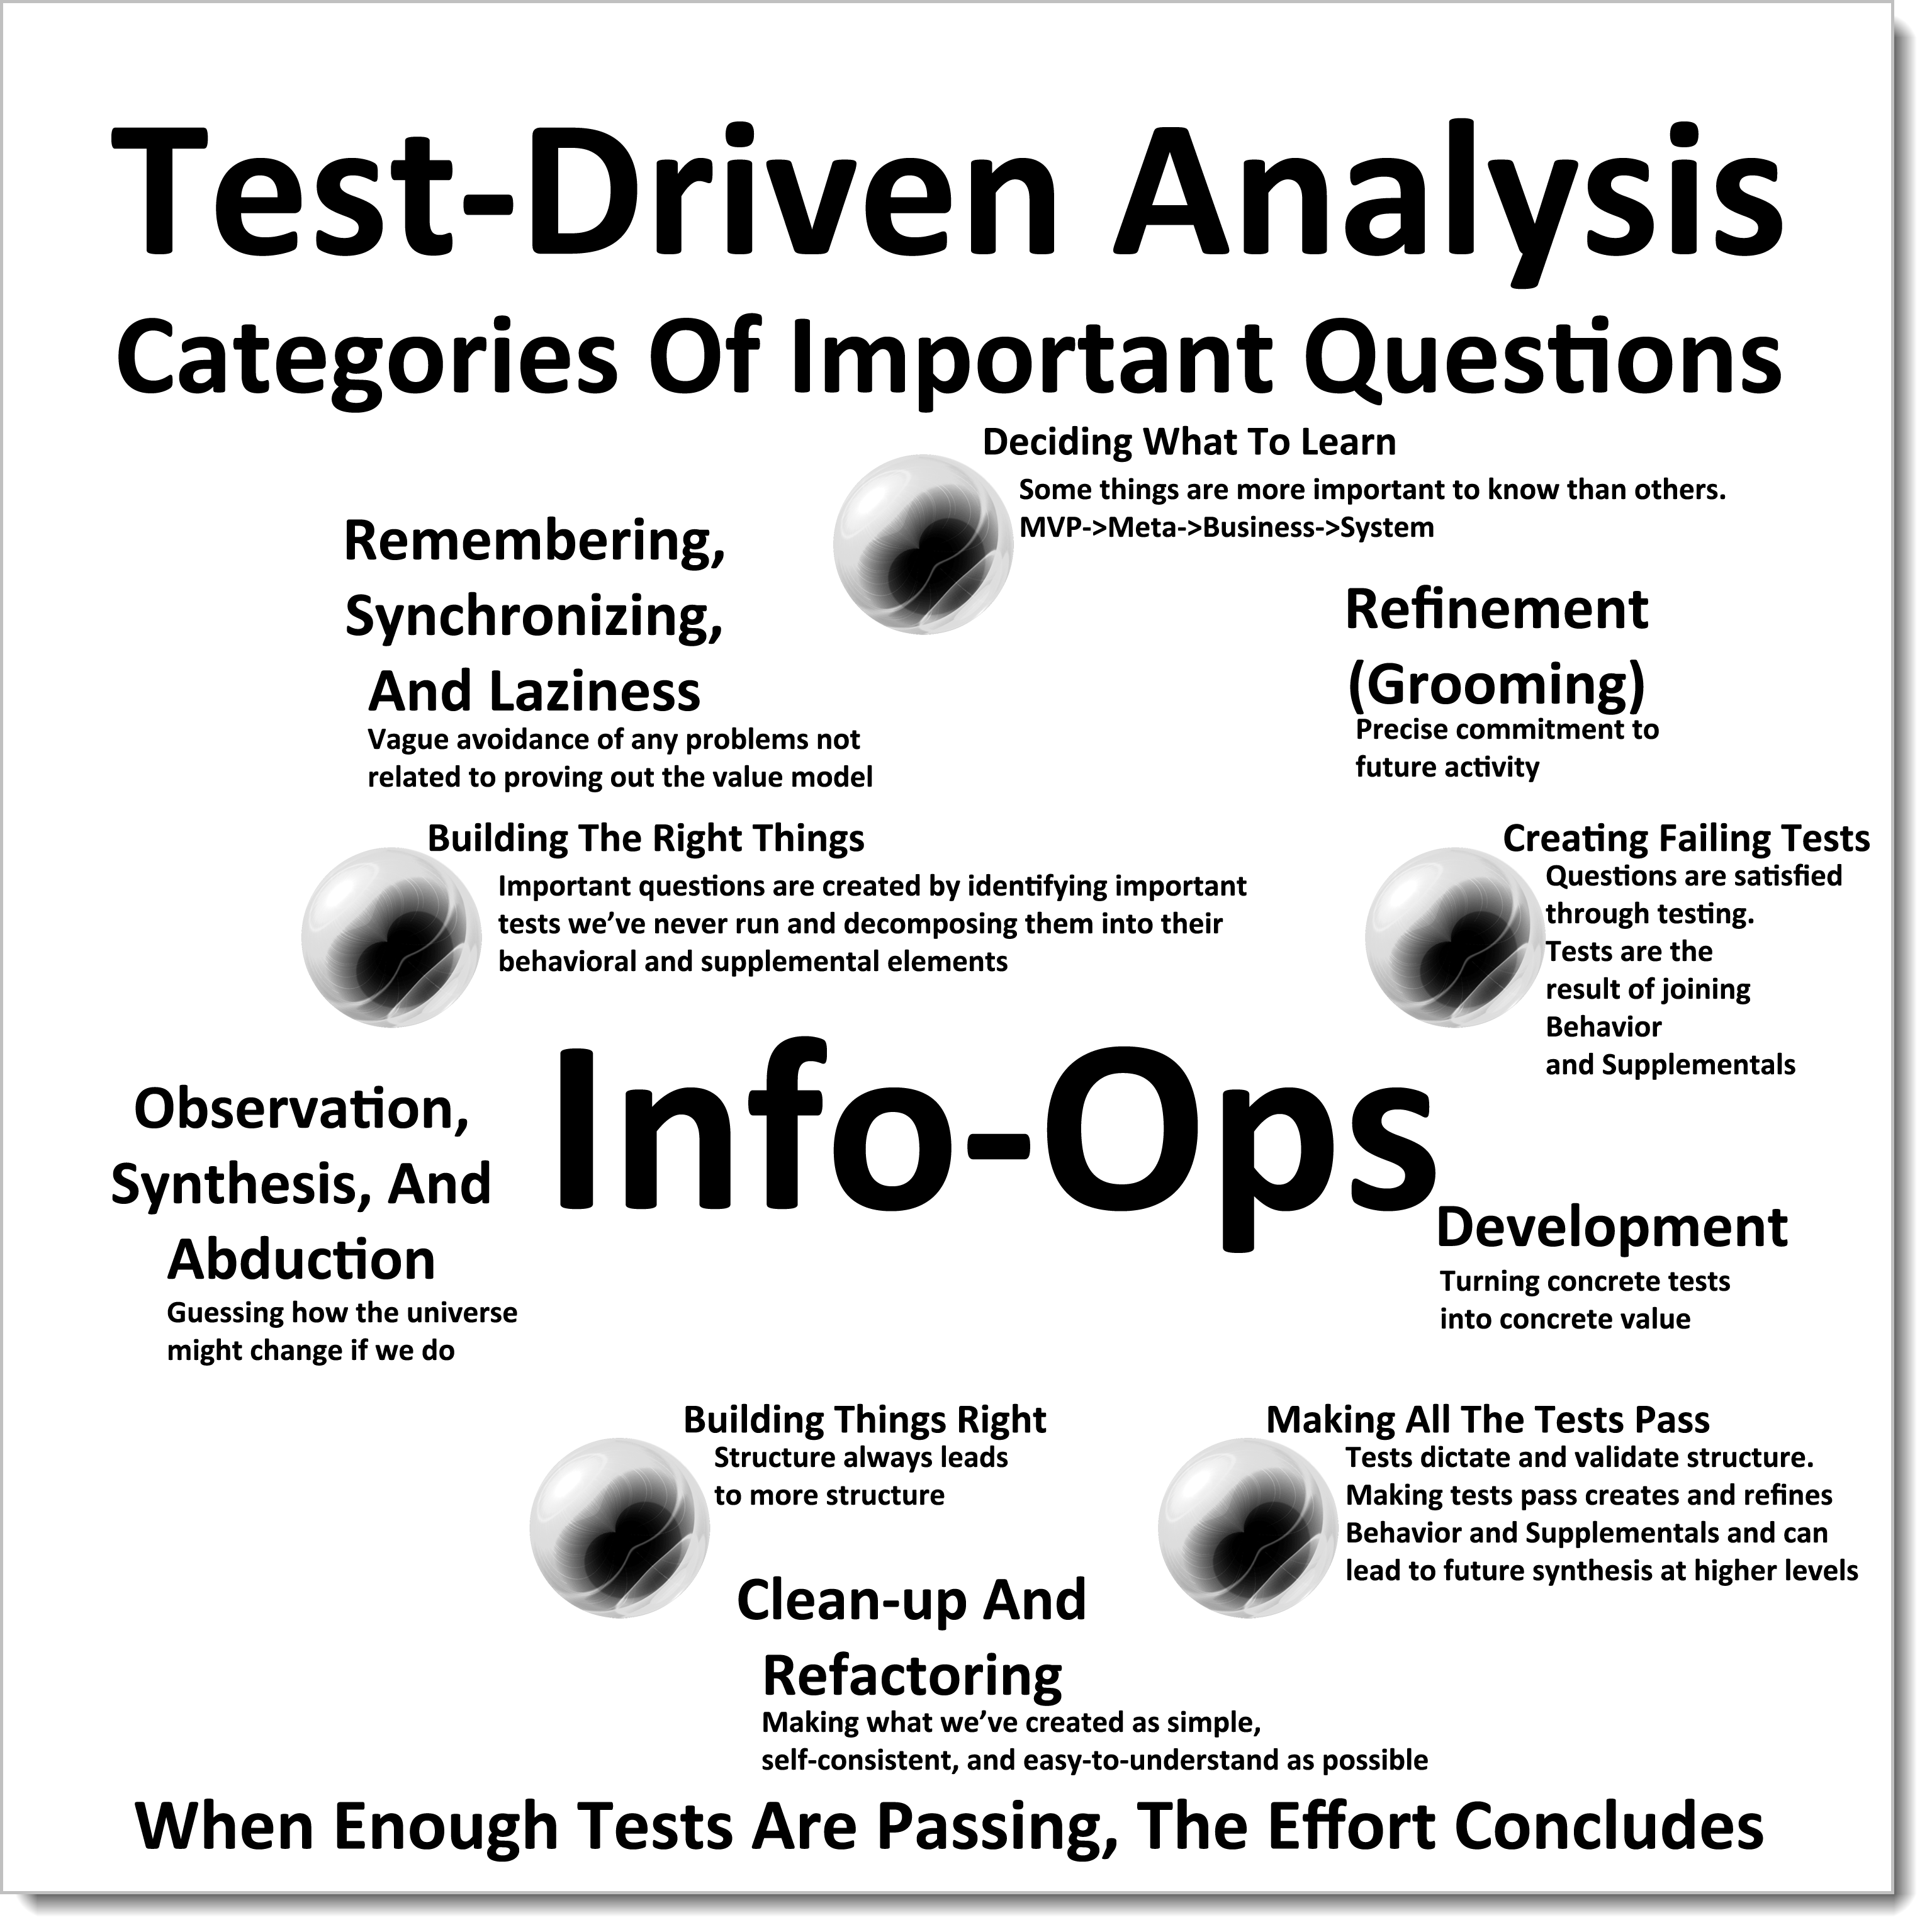 Test-Driven Analysis
Categories Of Important Questions
Deciding What To Learn
Some things are more important to know than others.
MVP->Meta->Business->System
Remembering,
Synchronizing,
And Laziness
Vague avoidance of any problems not
related to proving out the value model
Refinement
(Grooming)
Precise commitment to
future activity
Building The Right Things
Important questions are created by identifying important
tests we’ve never run and decomposing them into their
behavioral and supplemental elements
Creating Failing Tests
Questions are satisfied
through testing.
Tests are the
result of joining
Behavior
and Supplementals
Info-Ops
Observation,
Synthesis, And
Abduction
Guessing how the universe
might change if we do
Development
Turning concrete tests
into concrete value
Building Things Right
Structure always leads
to more structure
Making All The Tests Pass
Tests dictate and validate structure.
Making tests pass creates and refines
Behavior and Supplementals and can
lead to future synthesis at higher levels
Clean-up And
Refactoring
Making what we’ve created as simple,
self-consistent, and easy-to-understand as possible
When Enough Tests Are Passing, The Effort Concludes